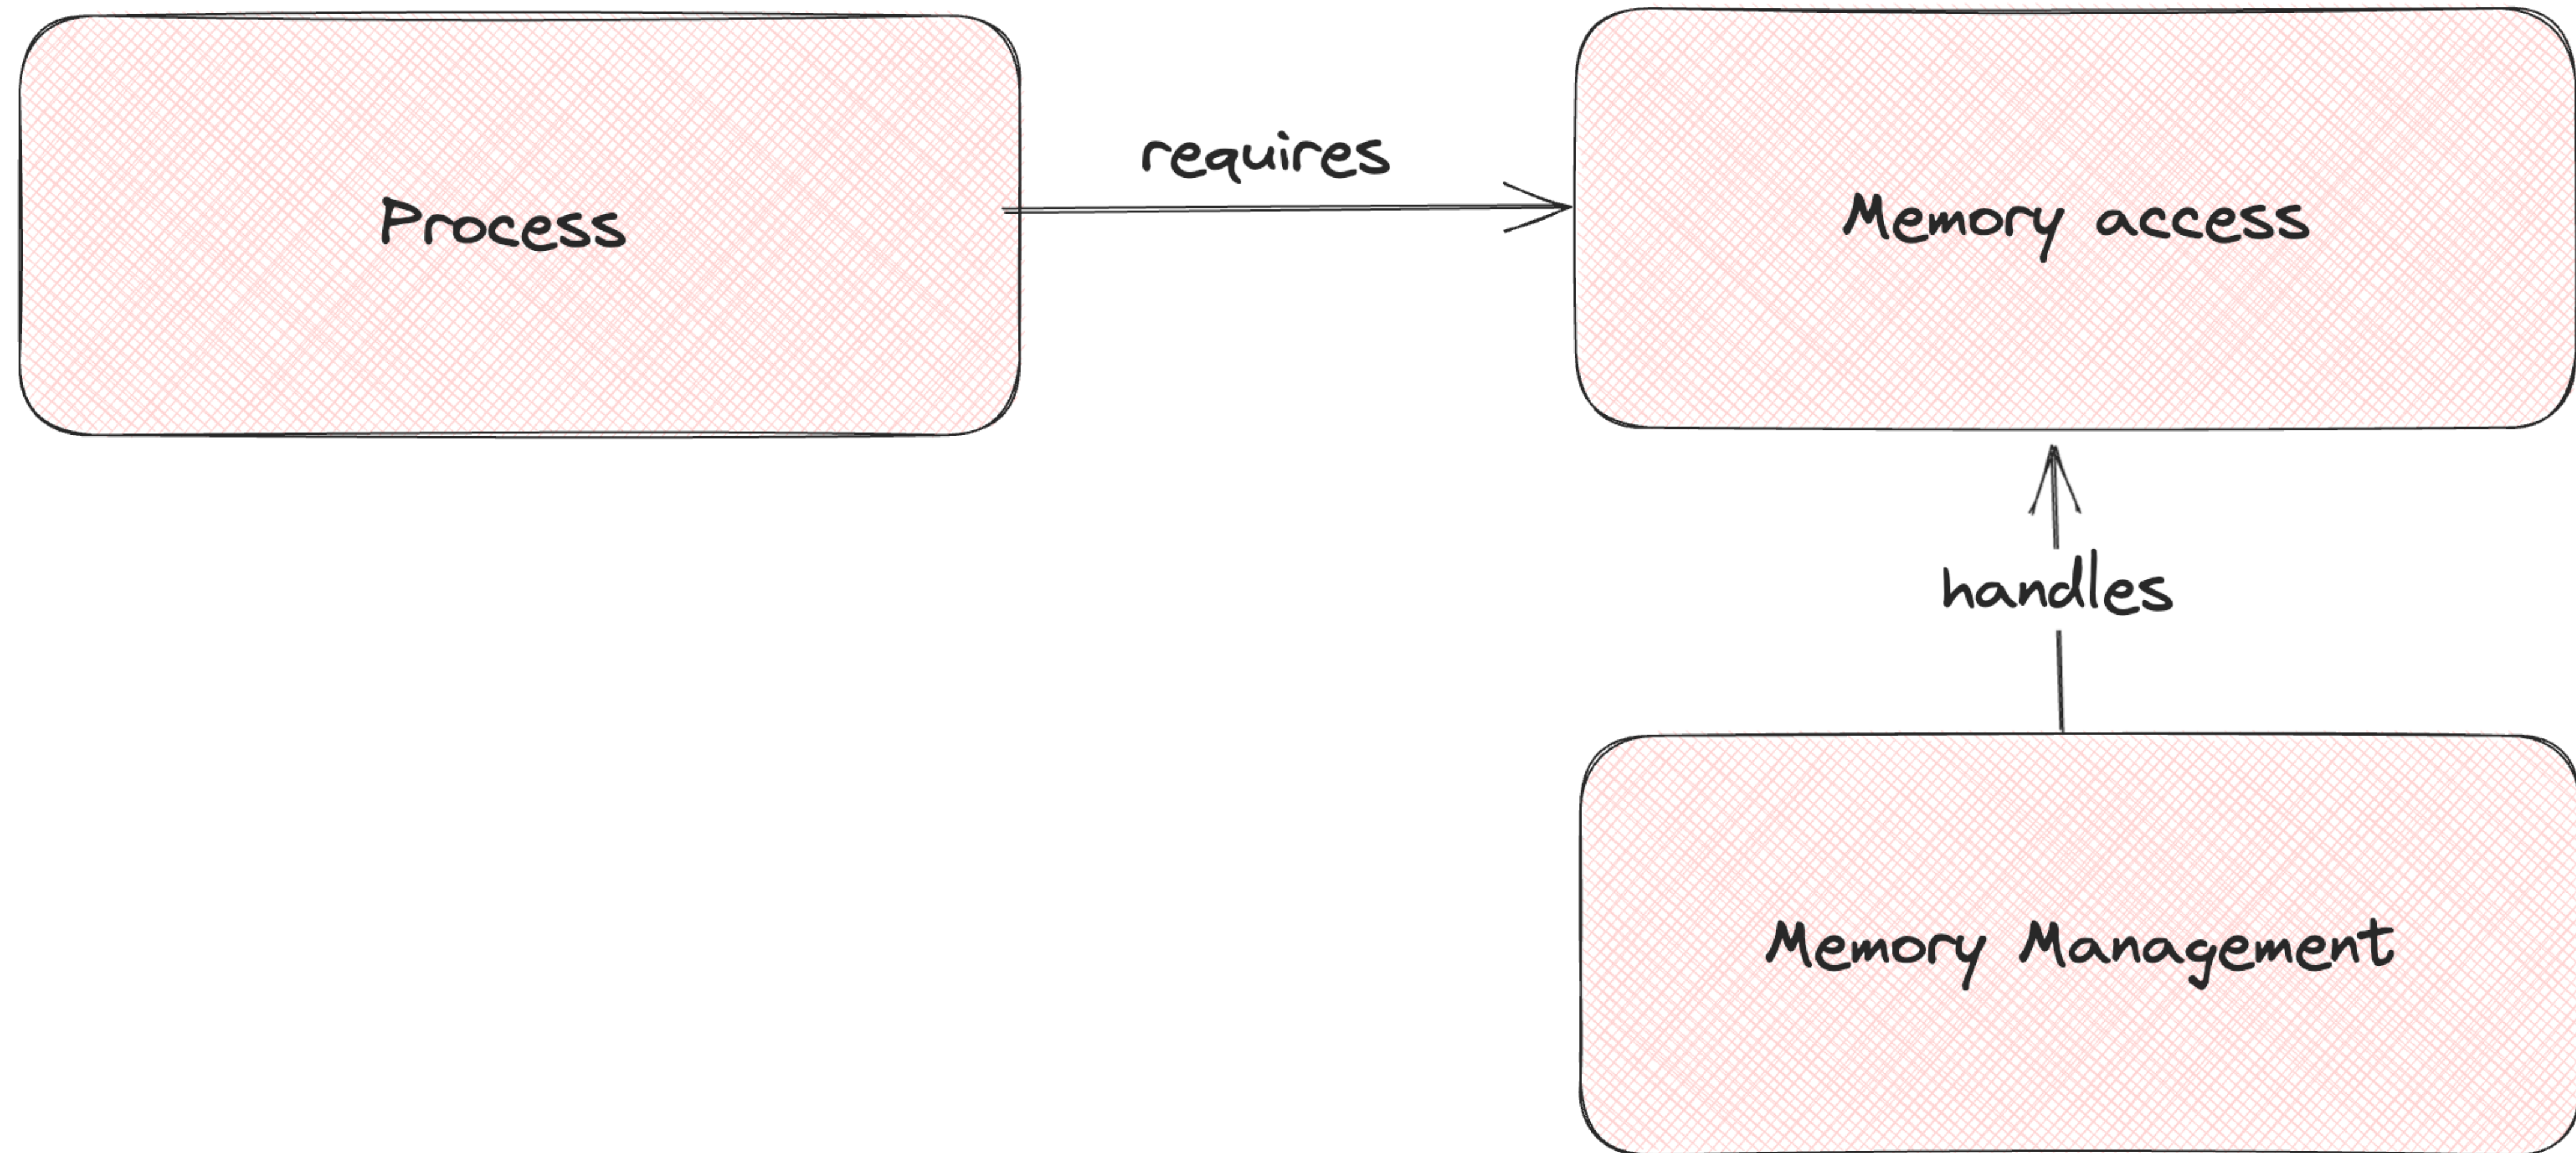 Process
requires
Memory access
handles
Memory Management